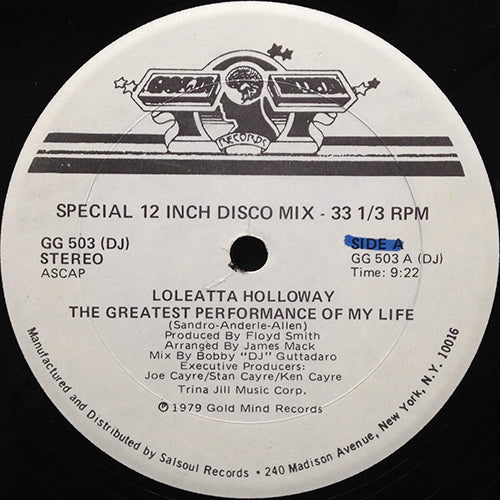 GOLD MIND
RECORDS
SPECIAL 12 INCH DISCO MIX - 33 1/3 RPM
GG 503 (DJ)
STEREO
ASCAP
SIDE A
GG 503 A (DJ)
Time: 9:22
LOLEATTA HOLLOWAY
THE GREATEST PERFORMANCE OF MY LIFE
(Sandro-Anderle-Allen)
Produced By Floyd Smith
Arranged By James Mack
Mix By Bobby "DJ" Guttadaro
Executive Producers:
Joe Cayre/Stan Cayre/Ken Cayre
Trina Jill Music Corp.
℗ 1979 Gold Mind Records
Manufactured and Distributed by Salsoul Records • 240 Madison Avenue, New York, N.Y. 10016